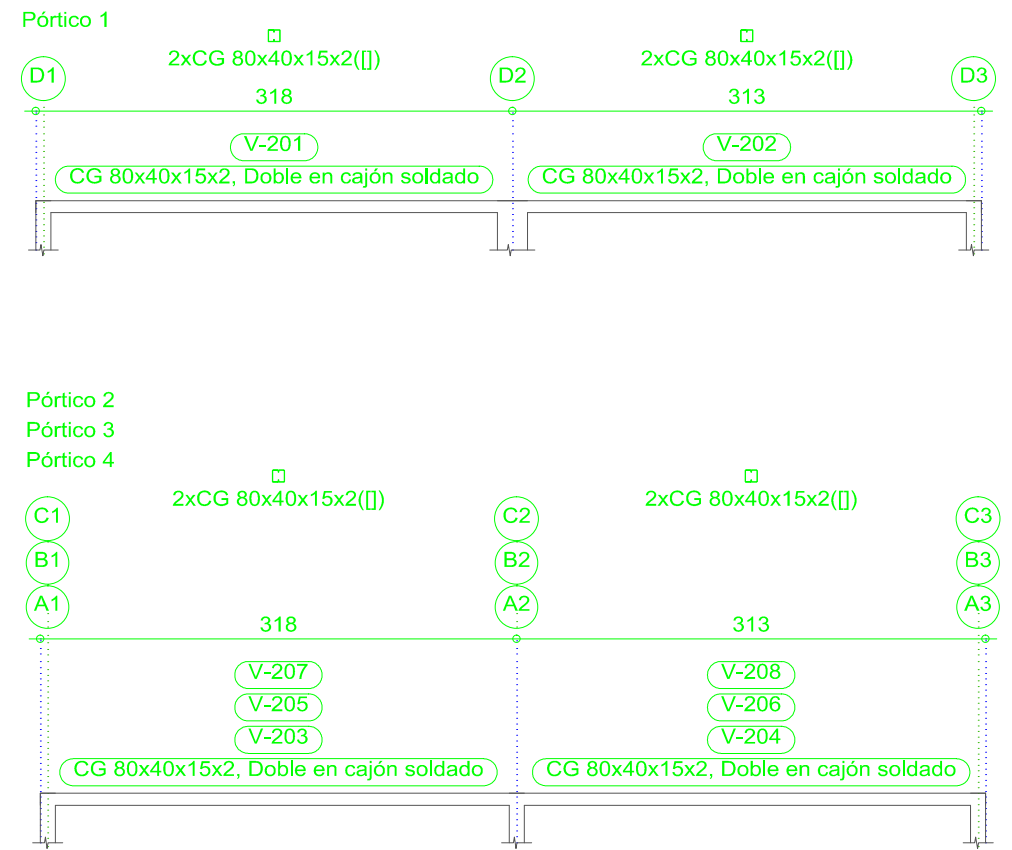 Pórtico 1
2xCG 80x40x15x2([]) 2xCG 80x40x15x2([])
D1 D2 D3
318 313
V-201 V-202
CG 80x40x15x2, Doble en cajón soldado CG 80x40x15x2, Doble en cajón soldado
Pórtico 2
Pórtico 3
Pórtico 4
2xCG 80x40x15x2([]) 2xCG 80x40x15x2([])
C1 C2 C3
B1 B2 B3
A1 A2 A3
318 313
V-207 V-208
V-205 V-206
V-203 V-204
CG 80x40x15x2, Doble en cajón soldado CG 80x40x15x2, Doble en cajón soldado